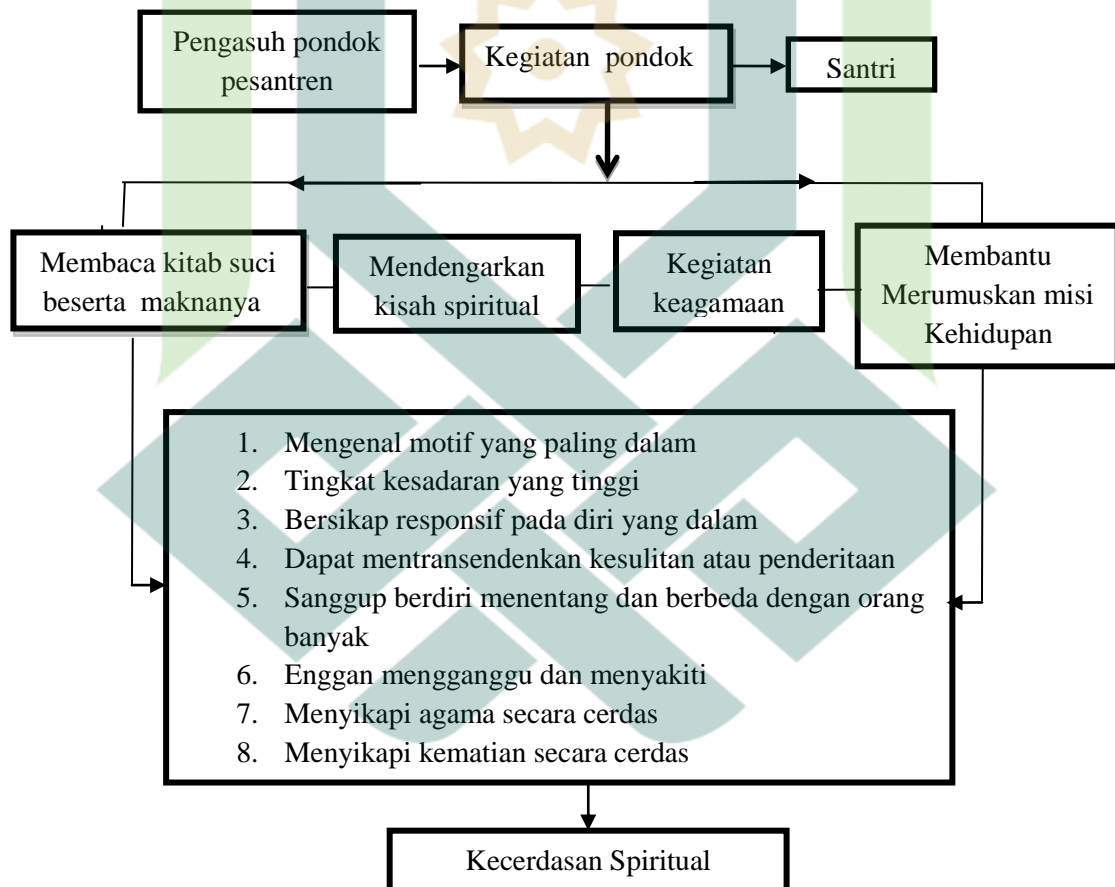 Pengasuh pondok
pesantren
Kegiatan pondok
Santri
Membaca kitab suci
beserta maknanya
Mendengarkan
kisah spiritual
Kegiatan
keagamaan
Membantu
Merumuskan misi
Kehidupan
1. Mengenal motif yang paling dalam
2. Tingkat kesadaran yang tinggi
3. Bersikap responsif pada diri yang dalam
4. Dapat mentransendenkan kesulitan atau penderitaan
5. Sanggup berdiri menentang dan berbeda dengan orang
banyak
6. Enggan mengganggu dan menyakiti
7. Menyikapi agama secara cerdas
8. Menyikapi kematian secara cerdas
Kecerdasan Spiritual